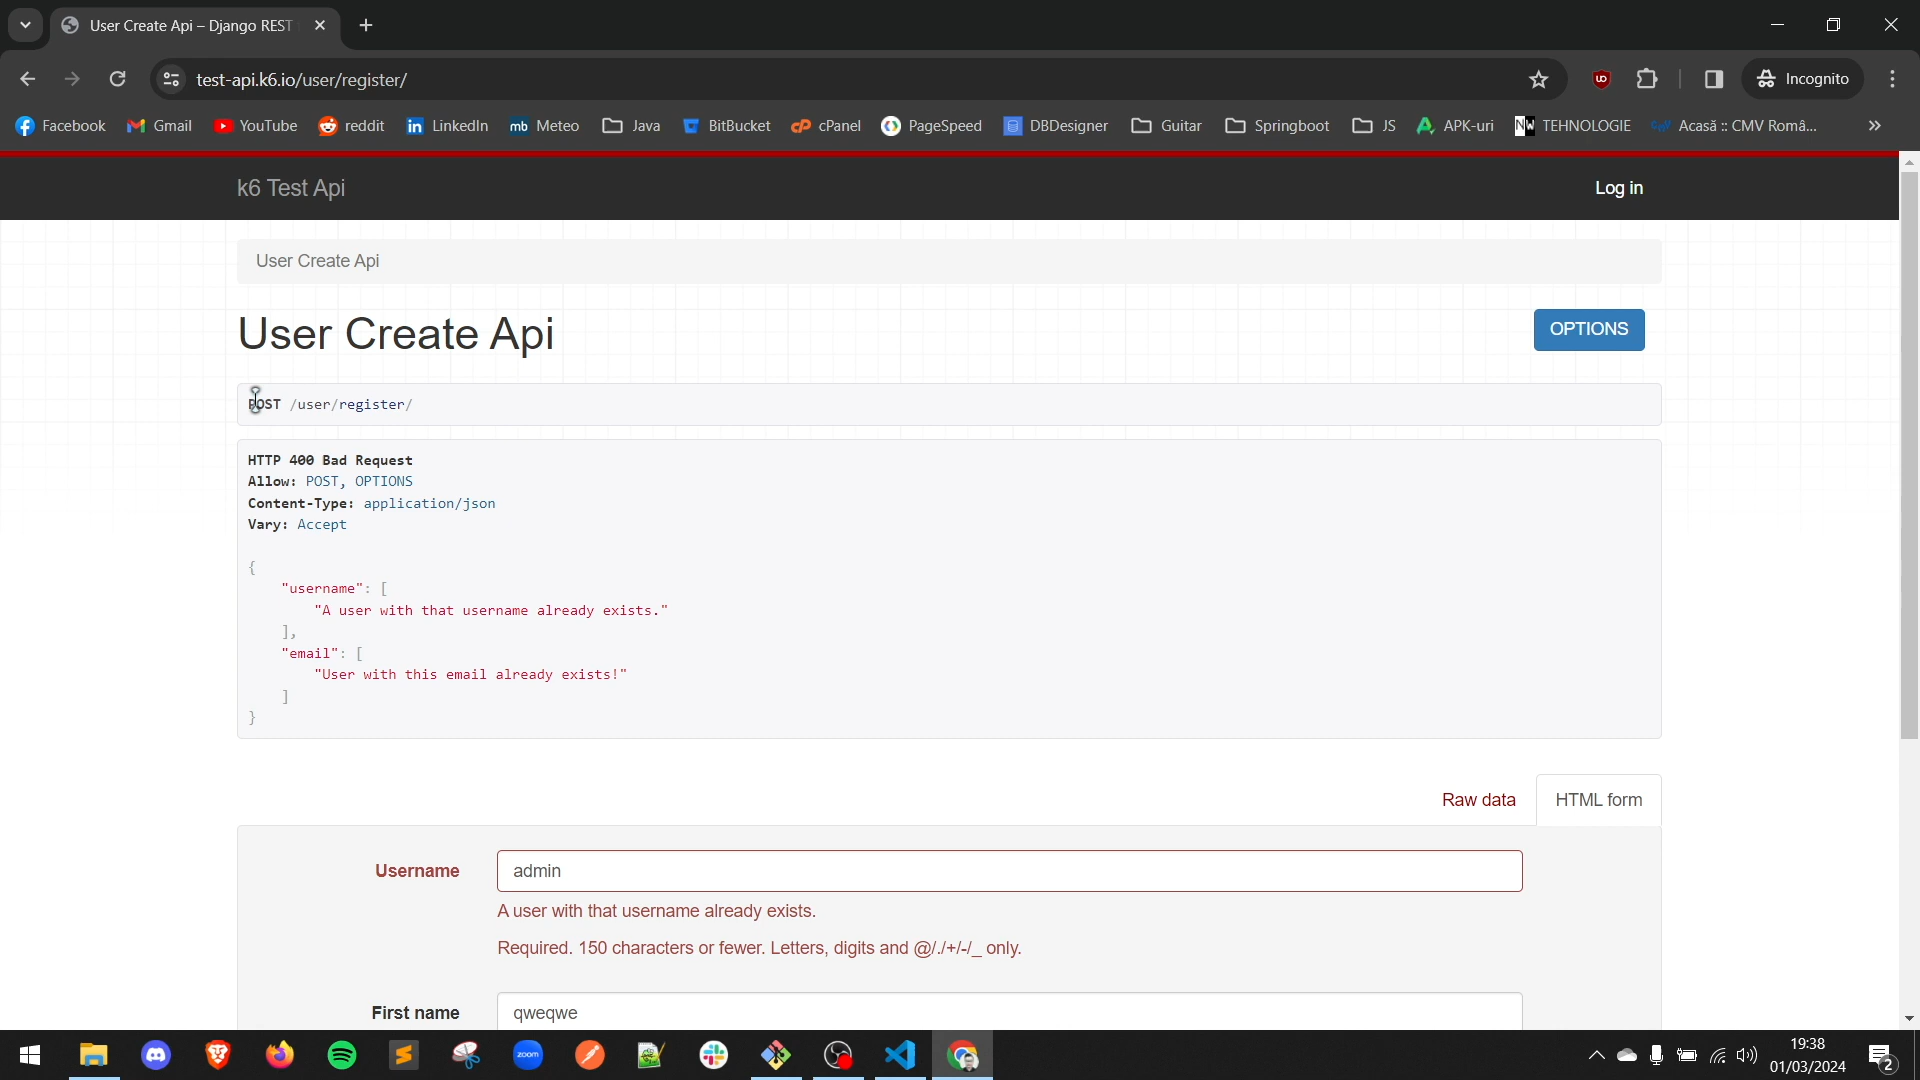 User Create Api – Django REST
test-api.k6.io/user/register/
Incognito
Facebook Gmail YouTube reddit LinkedIn Meteo Java BitBucket cPanel PageSpeed DBDesigner Guitar Springboot JS APK-uri TEHNOLOGIE Acasă :: CMV Româ...
k6 Test Api
Log in
User Create Api
User Create Api
OPTIONS
POST /user/register/
HTTP 400 Bad Request
Allow: POST, OPTIONS
Content-Type: application/json
Vary: Accept
{
"username": [
"A user with that username already exists."
],
"email": [
"User with this email already exists!"
]
}
Raw data
HTML form
Username
admin
A user with that username already exists.
Required. 150 characters or fewer. Letters, digits and @/./+/-/_ only.
First name
qweqwe
zoom
19:38
01/03/2024
2